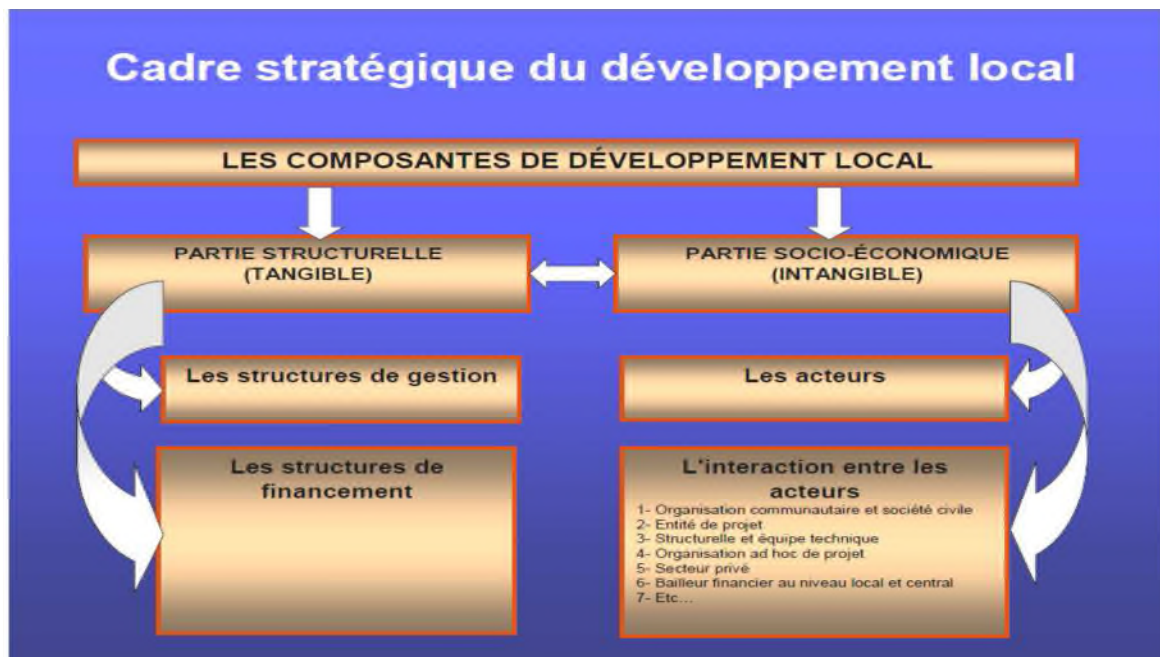 Cadre stratégique du développement local
LES COMPOSANTES DE DÉVELOPPEMENT LOCAL
PARTIE STRUCTURELLE
(TANGIBLE)
PARTIE SOCIO-ÉCONOMIQUE
(INTANGIBLE)
Les structures de gestion
Les acteurs
Les structures de
financement
L'interaction entre les
acteurs
1- Organisation communautaire et société civile
2- Entité de projet
3- Structurelle et équipe technique
4- Organisation ad hoc de projet
5- Secteur privé
6- Bailleur financier au niveau local et central
7- Etc...